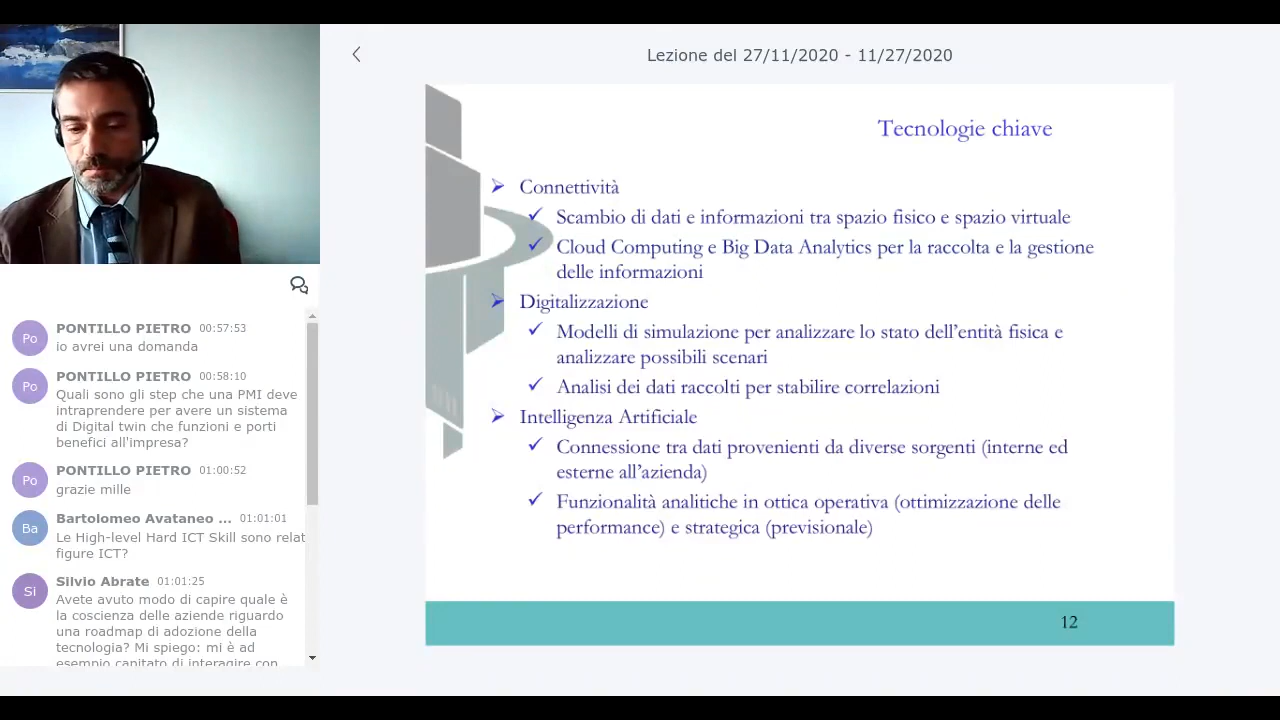 Lezione del 27/11/2020 - 11/27/2020
Tecnologie chiave
Connettività
Scambio di dati e informazioni tra spazio fisico e spazio virtuale
Cloud Computing e Big Data Analytics per la raccolta e la gestione
delle informazioni
Digitalizzazione
Modelli di simulazione per analizzare lo stato dell'entità fisica e
analizzare possibili scenari
Analisi dei dati raccolti per stabilire correlazioni
Intelligenza Artificiale
Connessione tra dati provenienti da diverse sorgenti (interne ed
esterne all'azienda)
Funzionalità analitiche in ottica operativa (ottimizzazione delle
performance) e strategica (previsionale)
12
Po
PONTILLO PIETRO 00:57:53
io avrei una domanda
Po
PONTILLO PIETRO 00:58:10
Quali sono gli step che una PMI deve
intraprendere per avere un sistema
di Digital twin che funzioni e porti
benefici all'impresa?
Po
PONTILLO PIETRO 01:00:52
grazie mille
Ba
Bartolomeo Avataneo ... 01:01:01
Le High-level Hard ICT Skill sono relat
figure ICT?
Si
Silvio Abrate 01:01:25
Avete avuto modo di capire quale è
la coscienza delle aziende riguardo
una roadmap di adozione della
tecnologia? Mi spiego: mi è ad
esempio capitato di interagire con